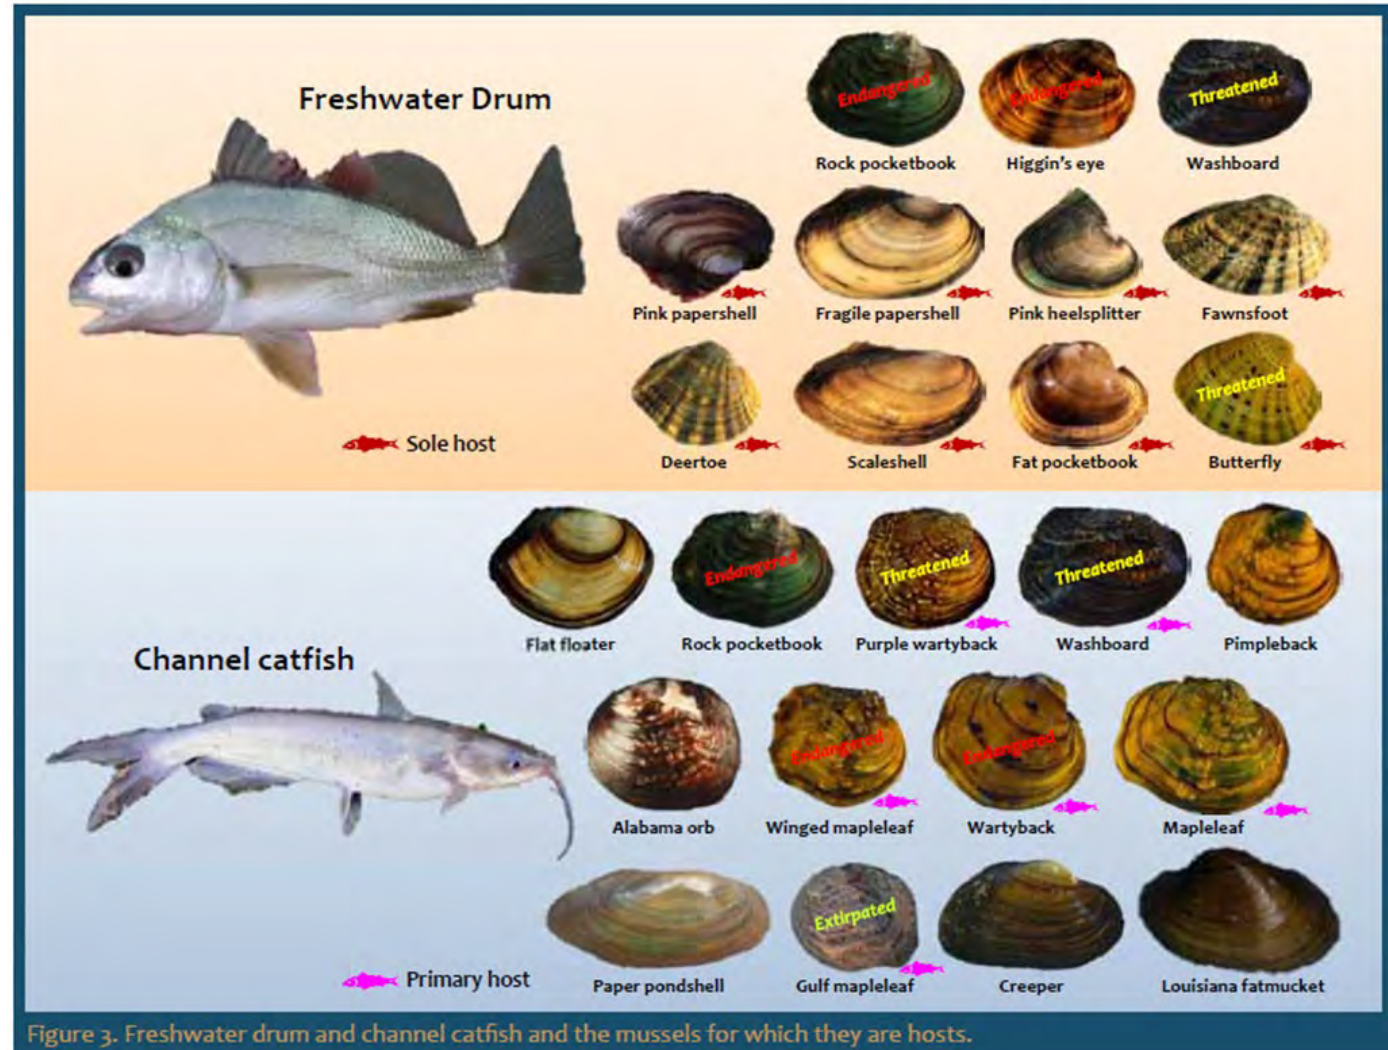 Freshwater Drum
Endangered
Endangered
Threatened
Rock pocketbook
Higgin's eye
Washboard
Pink papershell
Fragile papershell
Pink heelsplitter
Fawnsfoot
Threatened
Sole host
Deertoe
Scaleshell
Fat pocketbook
Butterfly
Endangered
Threatened
Threatened
Flat floater
Rock pocketbook
Purple wartyback
Washboard
Pimpleback
Channel catfish
Endangered
Endangered
Alabama orb
Winged mapleleaf
Wartyback
Mapleleaf
Extirpated
Primary host
Paper pondshell
Gulf mapleleaf
Creeper
Louisiana fatmucket
Figure 3. Freshwater drum and channel catfish and the mussels for which they are hosts.